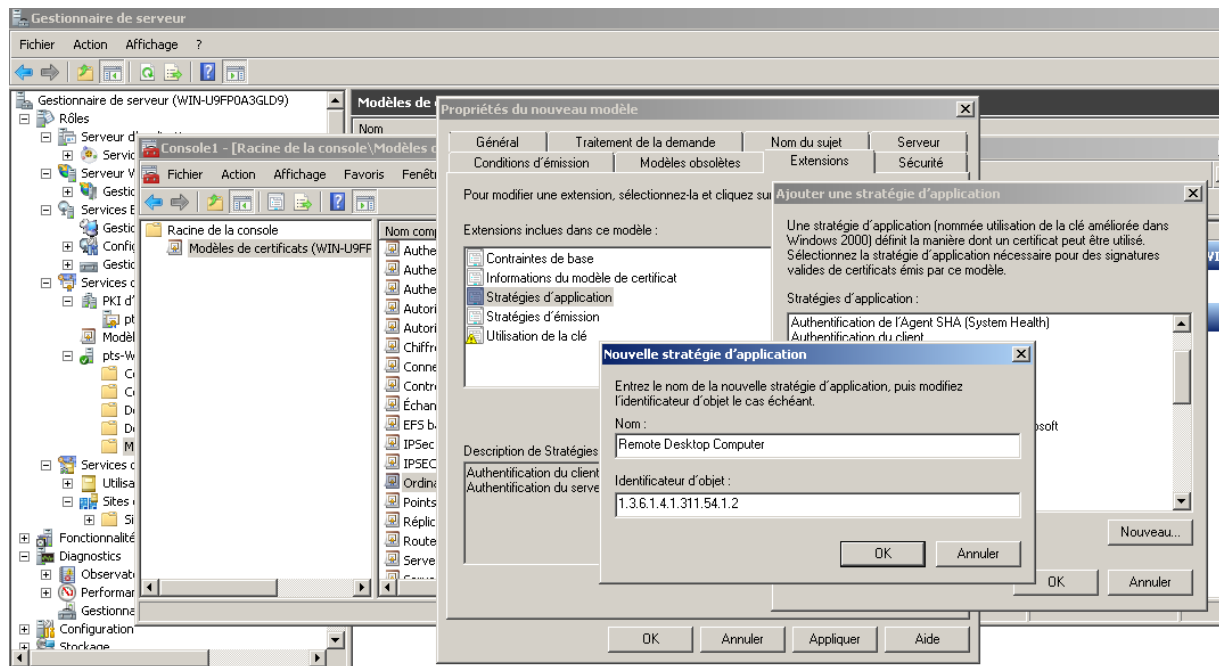 Gestionnaire de serveur
Fichier Action Affichage ?
Gestionnaire de serveur (WIN-U9FP0A3GLD9)
Rôles
Serveur
Servic
Serveur
Gestic
Services
Gestic
Config
Gestic
Services
PKI
Modèl
pts-W
M
Services
Utilisa
Sites
Si
Fonctionnalité
Diagnostics
Observat
Performar
Gestionna
Configuration
Stockage
Modèles de
Nom
Console1 - [Racine de la console\Modèles
Fichier Action Affichage Favoris Fenêt
Racine de la console
Modèles de certificats (WIN-U9FF
Nom com
Authe
Authe
Authe
Autori
Autori
Chiffr
Conne
Contr
Échan
EFS
IPSec
IPSEC
Ordina
Points
Réplic
Route
Serve
Propriétés du nouveau modèle
Général Traitement de la demande Nom du sujet Serveur
Conditions d'émission Modèles obsolètes Extensions Sécurité
Pour modifier une extension, sélectionnez-la et cliquez su
Extensions inclues dans ce modèle :
Contraintes de base
Informations du modèle de certificat
Stratégies d'application
Stratégies d'émission
Utilisation de la clé
Description de Stratégies
Authentification du client
Authentification du serve
OK Annuler Appliquer Aide
Ajouter une stratégie d'application
Une stratégie d'application (nommée utilisation de la clé améliorée dans
Windows 2000) définit la manière dont un certificat peut être utilisé.
Sélectionnez la stratégie d'application nécessaire pour des signatures
valides de certificats émis par ce modèle.
Stratégies d'application :
Authentification de l'Agent SHA (System Health)
Authentification du client
osoft
Nouveau...
OK Annuler
Nouvelle stratégie d'application
Entrez le nom de la nouvelle stratégie d'application, puis modifiez
l'identificateur d'objet le cas échéant.
Nom :
Remote Desktop Computer
Identificateur d'objet :
1.3.6.1.4.1.311.54.1.2
OK Annuler